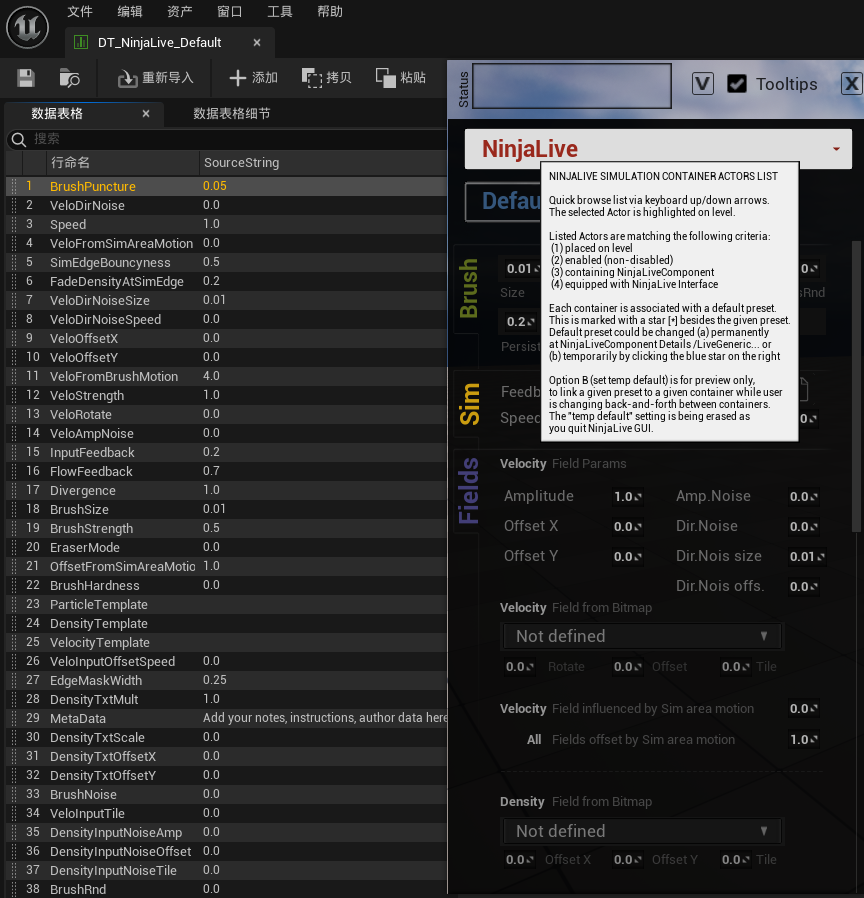 文件 编辑 资产 窗口 工具 帮助
DT_NinjaLive_Default
重新导入 添加 拷贝 粘贴
数据表格 数据表格细节
搜索
行命名 SourceString
1 BrushPuncture 0.05
2 VeloDirNoise 0.0
3 Speed 1.0
4 VeloFromSimAreaMotion 0.0
5 SimEdgeBouncyness 0.5
6 FadeDensityAtSimEdge 0.2
7 VeloDirNoiseSize 0.01
8 VeloDirNoiseSpeed 0.0
9 VeloOffsetX 0.0
10 VeloOffsetY 0.0
11 VeloFromBrushMotion 4.0
12 VeloStrength 1.0
13 VeloRotate 0.0
14 VeloAmpNoise 0.0
15 InputFeedback 0.2
16 FlowFeedback 0.7
17 Divergence 1.0
18 BrushSize 0.01
19 BrushStrength 0.5
20 EraserMode 0.0
21 OffsetFromSimAreaMotio 1.0
22 BrushHardness 0.0
23 ParticleTemplate
24 DensityTemplate
25 VelocityTemplate
26 VeloInputOffsetSpeed 0.0
27 EdgeMaskWidth 0.25
28 DensityTxtMult 1.0
29 MetaData Add your notes, instructions, author data here
30 DensityTxtScale 0.0
31 DensityTxtOffsetX 0.0
32 DensityTxtOffsetY 0.0
33 BrushNoise 0.0
34 VeloInputTile 0.0
35 DensityInputNoiseAmp 0.0
36 DensityInputNoiseOffset 0.0
37 DensityInputNoiseTile 0.0
38 BrushRnd 0.0
Status
V Tooltips X
NinjaLive
Defau
NINJALIVE SIMULATION CONTAINER ACTORS LIST
Quick browse list via keyboard up/down arrows.
The selected Actor is highlighted on level.
Listed Actors are matching the following criteria:
(1) placed on level
(2) enabled (non-disabled)
(3) containing NinjaLiveComponent
(4) equipped with NinjaLive Interface
Each container is associated with a default preset.
This is marked with a star [*] besides the given preset.
Default preset could be changed (a) permanently
at NinjaLiveComponent Details /LiveGeneric... or
(b) temporarily by clicking the blue star on the right
Option B (set temp default) is for preview only,
to link a given preset to a given container while user
is changing back-and-forth between containers.
The "temp default" setting is being erased as
you quit NinjaLive GUI.
Brush
0.01 0
Size sRnd
0.2
Persist
Sim
Feedb
Speed 0
Fields
Velocity Field Params
Amplitude 1.0 Amp.Noise 0.0
Offset X 0.0 Dir.Noise 0.0
Offset Y 0.0 Dir.Nois size 0.01
Dir.Nois offs. 0.0
Velocity Field from Bitmap
Not defined
0.0 Rotate 0.0 Offset 0.0 Tile
Velocity Field influenced by Sim area motion 0.0
All Fields offset by Sim area motion 1.0
Density Field from Bitmap
Not defined
0.0 Offset X 0.0 Offset Y 0.0 Tile